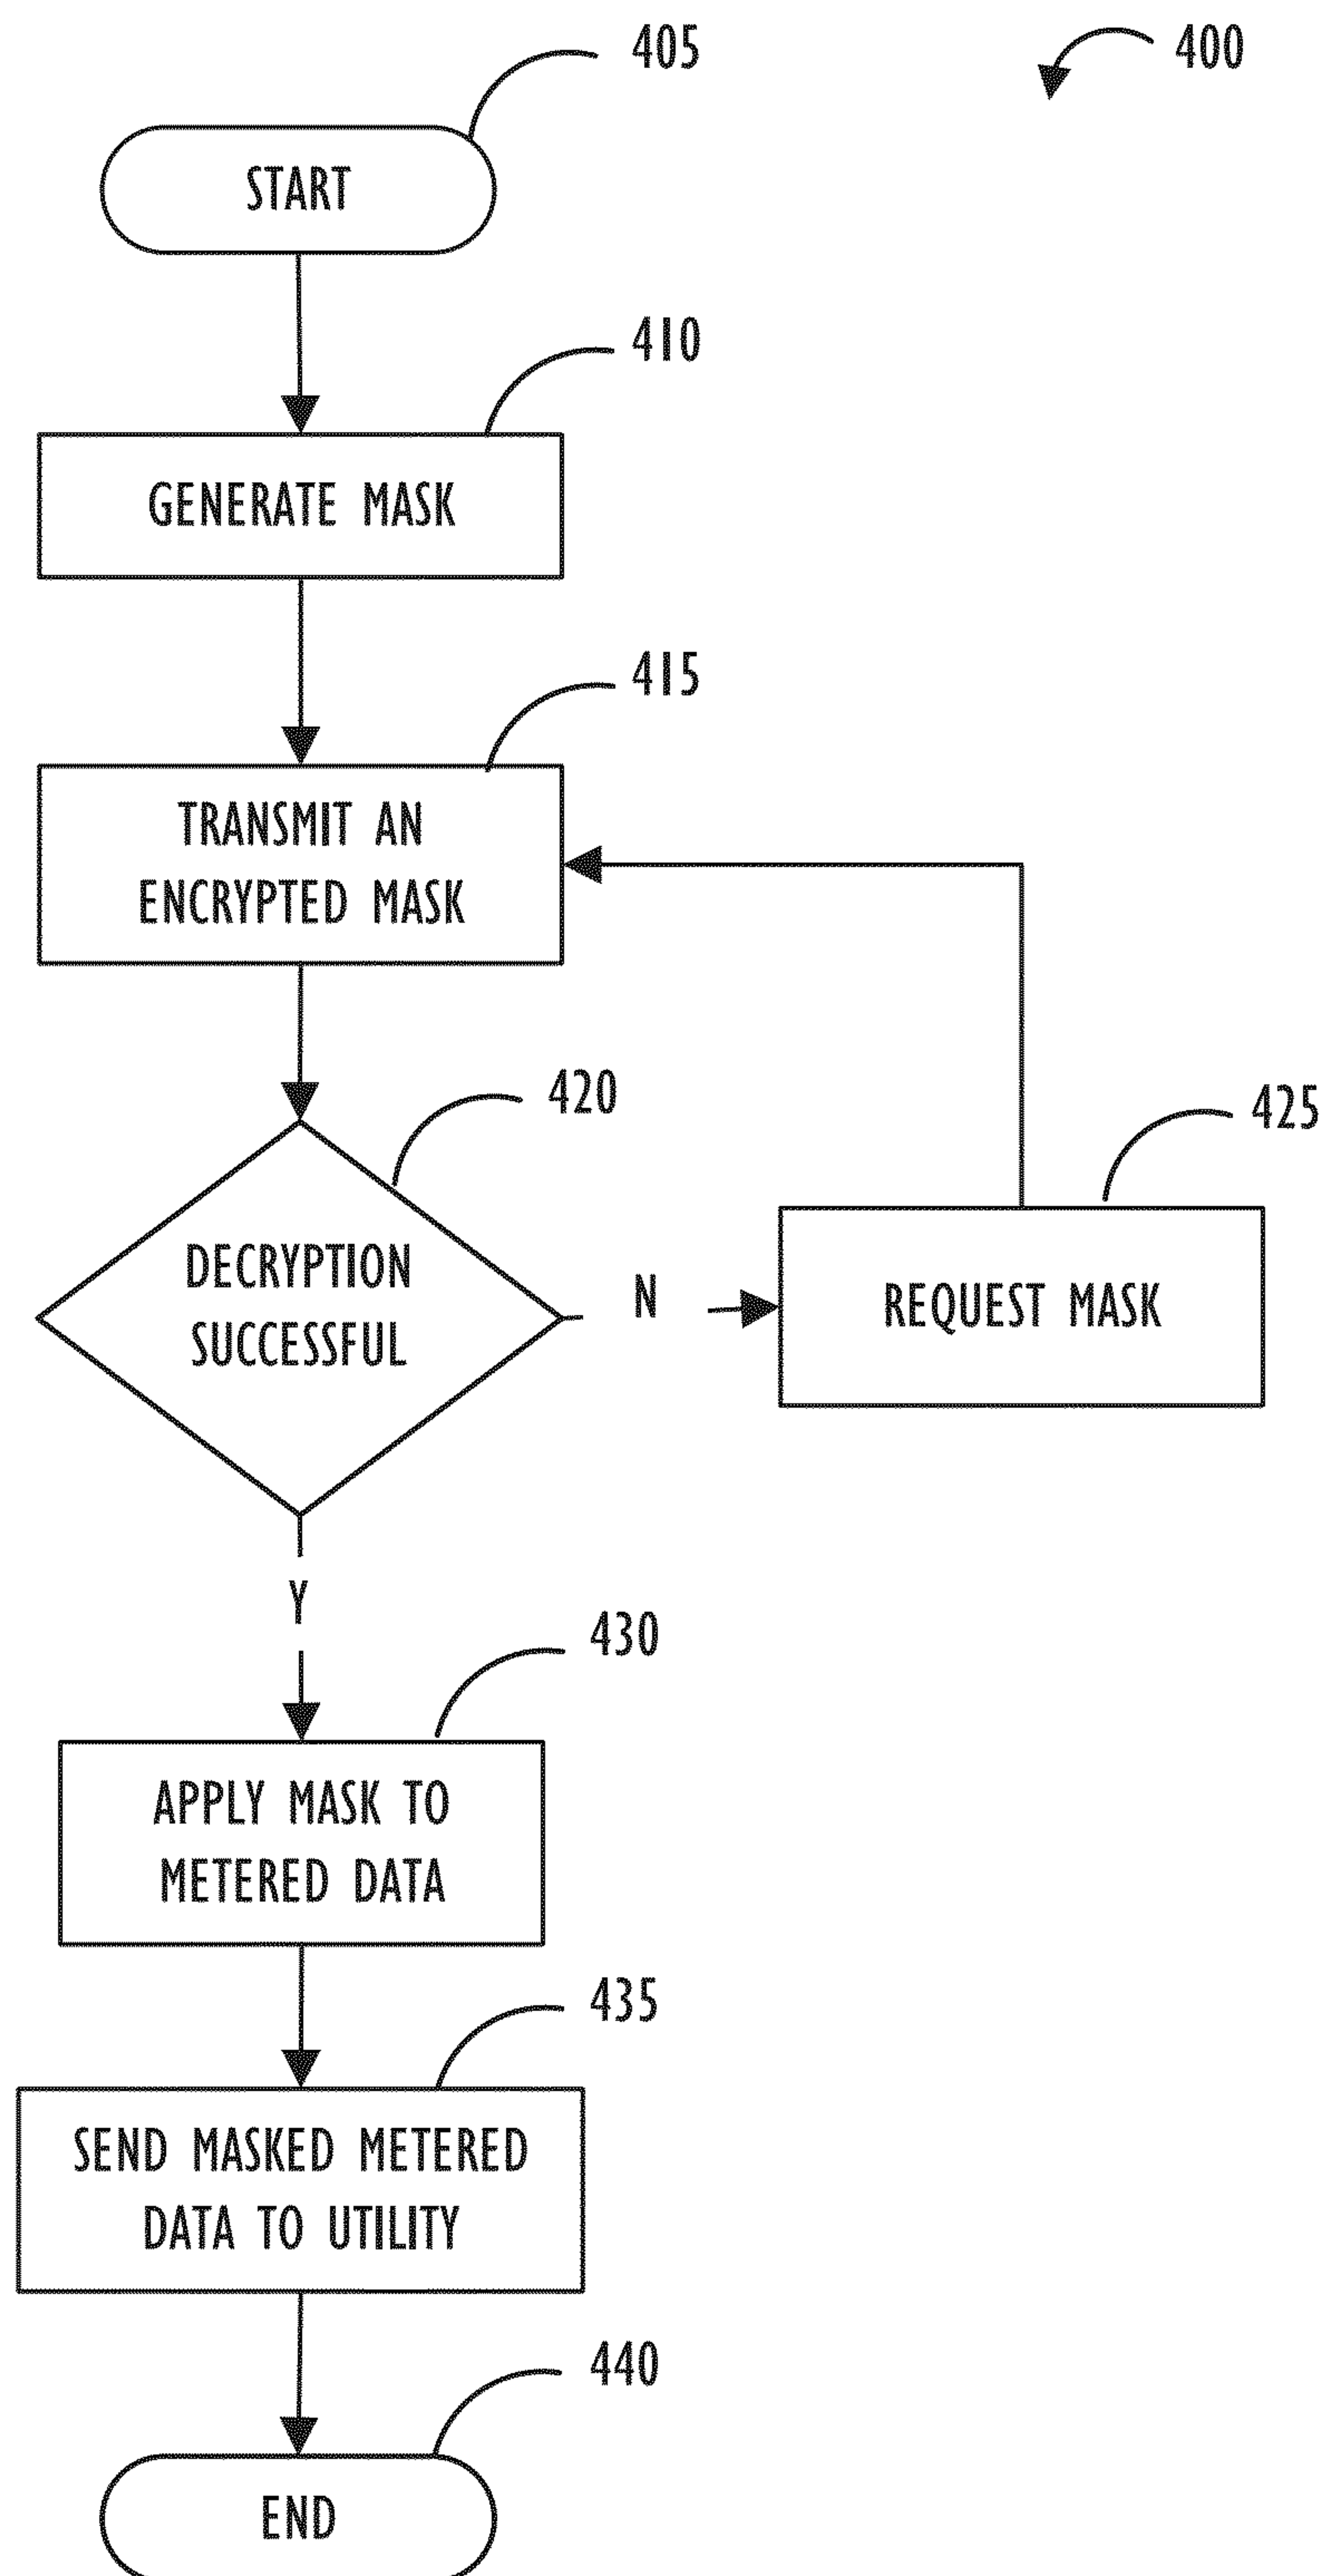 405
400
START
410
GENERATE MASK
415
TRANSMIT AN
ENCRYPTED MASK
420
425
DECRYPTION
SUCCESSFUL
N
REQUEST MASK
Y
430
APPLY MASK TO
METERED DATA
435
SEND MASKED METERED
DATA TO UTILITY
440
END